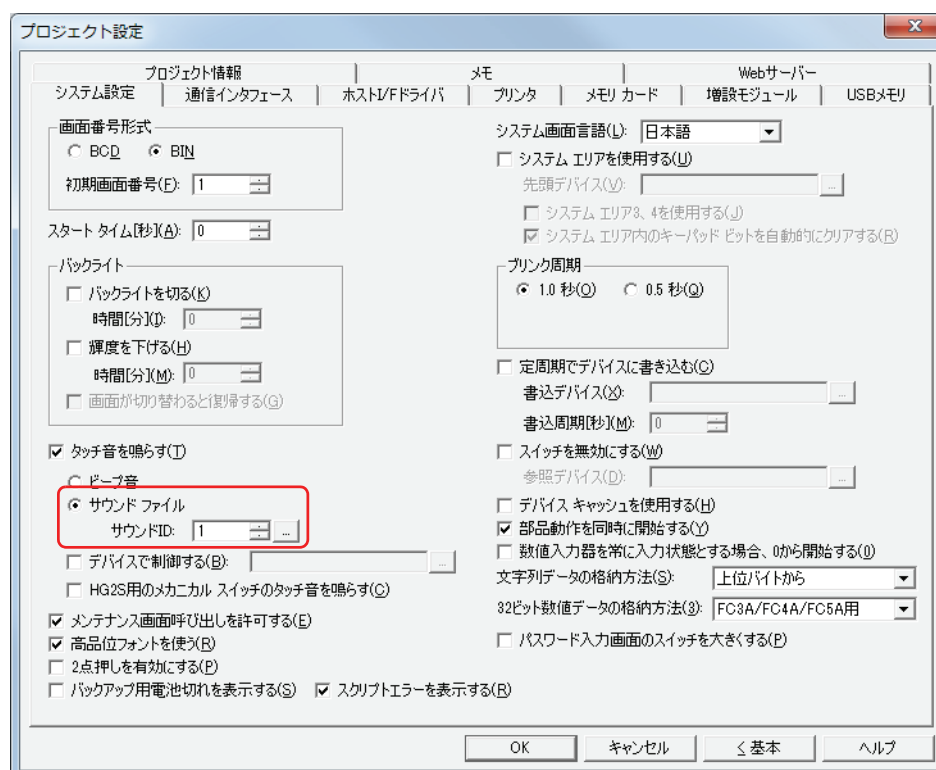 プロジェクト設定
プロジェクト情報 メモ Webサーバー
システム設定 通信インタフェース ホストI/Fドライバ プリンタ メモリ カード 増設モジュール USBメモリ
画面番号形式
BCD BIN
初期画面番号(F): 1
スタート タイム[秒](A): 0
バックライト
バックライトを切る(K)
時間[分](I): 0
輝度を下げる(H)
時間[分](M): 0
画面が切り替わると復帰する(G)
タッチ音を鳴らす(T)
ビープ音
サウンド ファイル
サウンドID: 1 ...
デバイスで制御する(B): ...
HG2S用のメカニカル スイッチのタッチ音を鳴らす(C)
メンテナンス画面呼び出しを許可する(E)
高品位フォントを使う(R)
2点押しを有効にする(P)
バックアップ用電池切れを表示する(S) スクリプトエラーを表示する(R)
システム画面言語(L): 日本語
システム エリアを使用する(U)
先頭デバイス(V): ...
システム エリア3、4を使用する(J)
システム エリア内のキーパッド ビットを自動的にクリアする(R)
ブリンク周期
1.0 秒(O) 0.5 秒(Q)
定周期でデバイスに書き込む(C)
書込デバイス(X): ...
書込周期[秒](M): 0
スイッチを無効にする(W)
参照デバイス(D): ...
デバイス キャッシュを使用する(H)
部品動作を同時に開始する(Y)
数値入力器を常に入力状態とする場合、0から開始する(0)
文字列データの格納方法(S): 上位バイトから
32ビット数値データの格納方法(3): FC3A/FC4A/FC5A用
パスワード入力画面のスイッチを大きくする(P)
OK キャンセル < 基本 ヘルプ